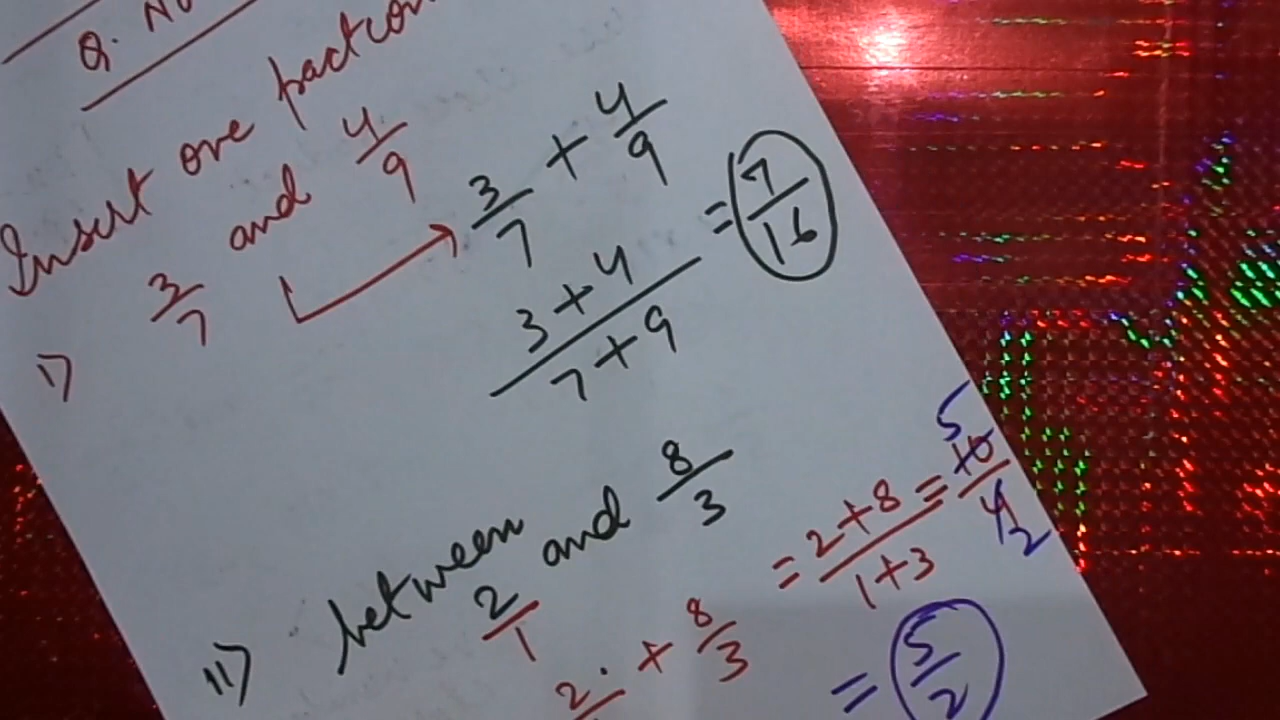 Q. No
Insert one fraction
i) 3/7 and 4/9
3/7 + 4/9
(3+4)/(7+9) = 7/16
ii) between 2/1 and 8/3
2/1 + 8/3 = (2+8)/(1+3) = 10/4 5 2
= 5/2